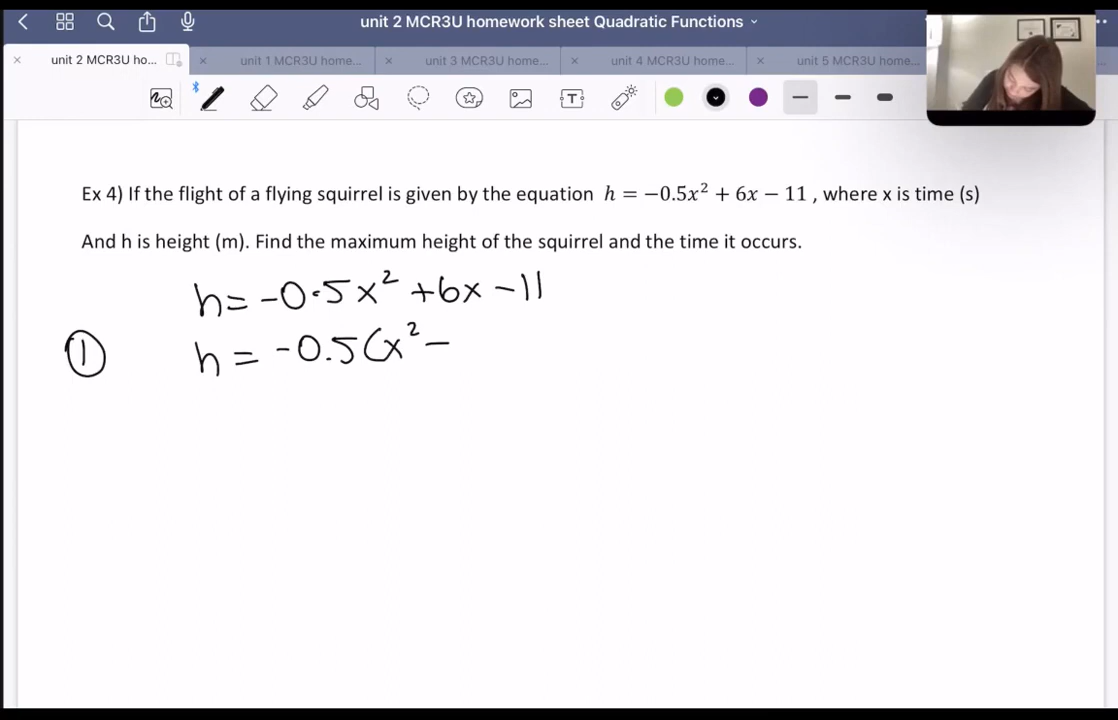 unit 2 MCR3U homework sheet Quadratic Functions
unit 2 MCR3U ho...
unit 1 MCR3U home...
unit 3 MCR3U home...
unit 4 MCR3U home...
unit 5 MCR3U home...
T
Ex 4) If the flight of a flying squirrel is given by the equation h = −0.5x² + 6x − 11 , where x is time (s)
And h is height (m). Find the maximum height of the squirrel and the time it occurs.
h = -0.5x² + 6x - 11
① h = -0.5(x² -